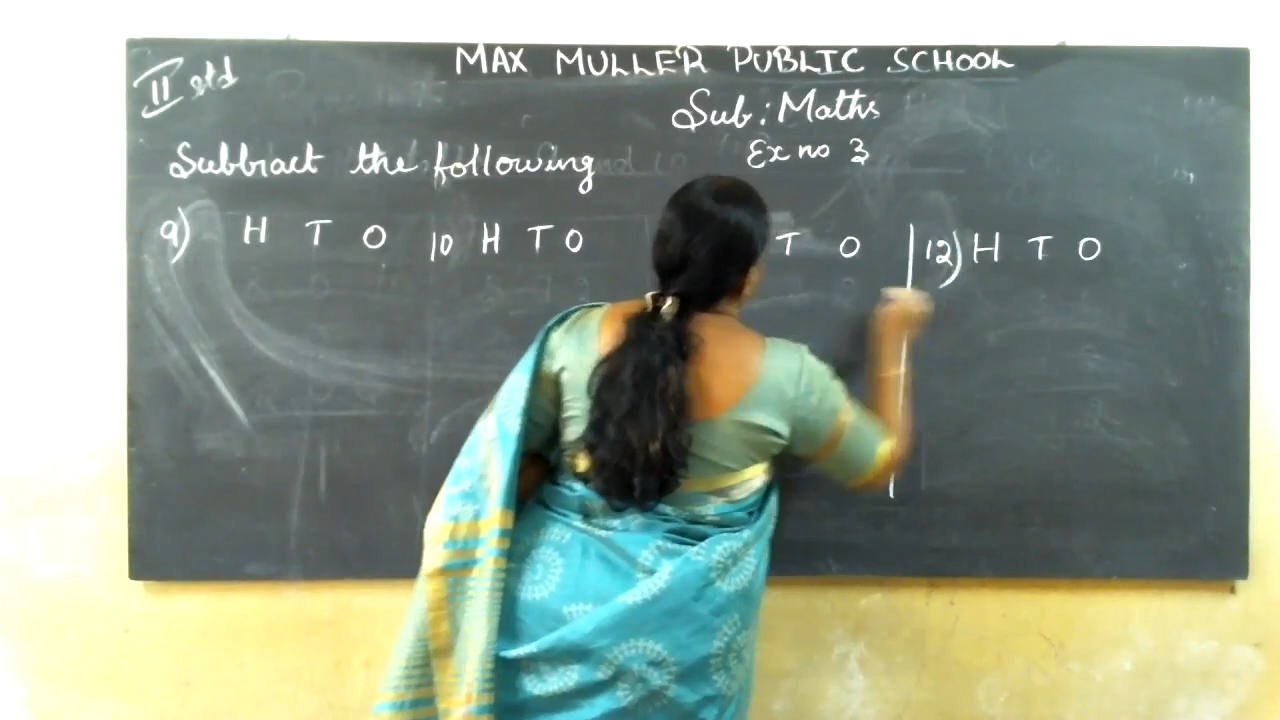 MAX MULLER PUBLIC SCHOOL
II std
Sub: Maths
Ex no 3
Subtract the following
9) H T O 10 H T O T O 12) H T O